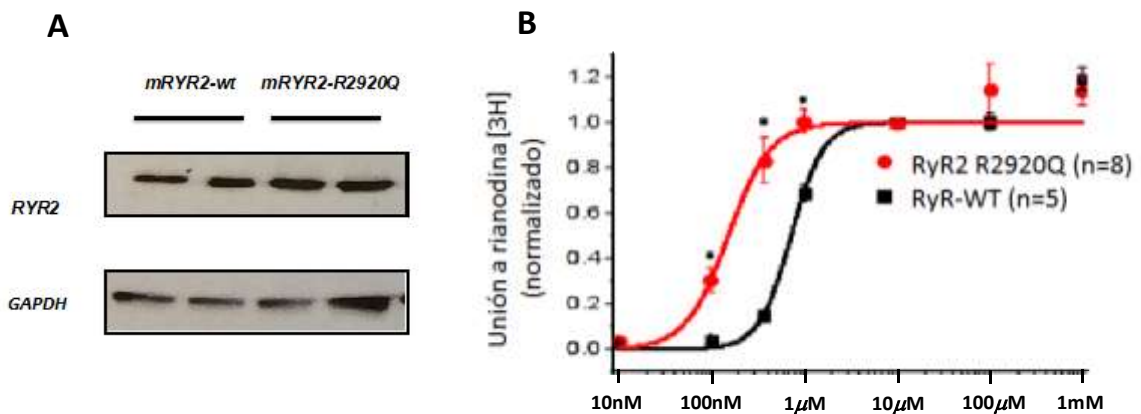 A
mRYR2-wt mRYR2-R2920Q
RYR2
GAPDH
B
Unión a rianodina [3H]
(normalizado)
1.2
1.0
0.8
0.6
0.4
0.2
0.0
RyR2 R2920Q (n=8)
RyR-WT (n=5)
10nM 100nM 1μM 10μM 100μM 1mM